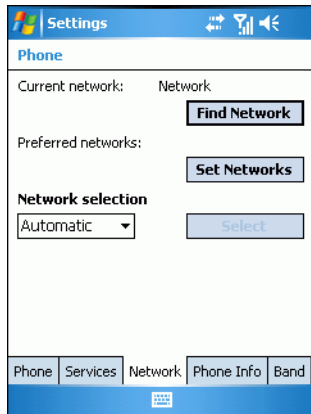 Settings
Phone
Current network: Network
Find Network
Preferred networks:
Set Networks
Network selection
Automatic Select
Phone Services Network Phone Info Band